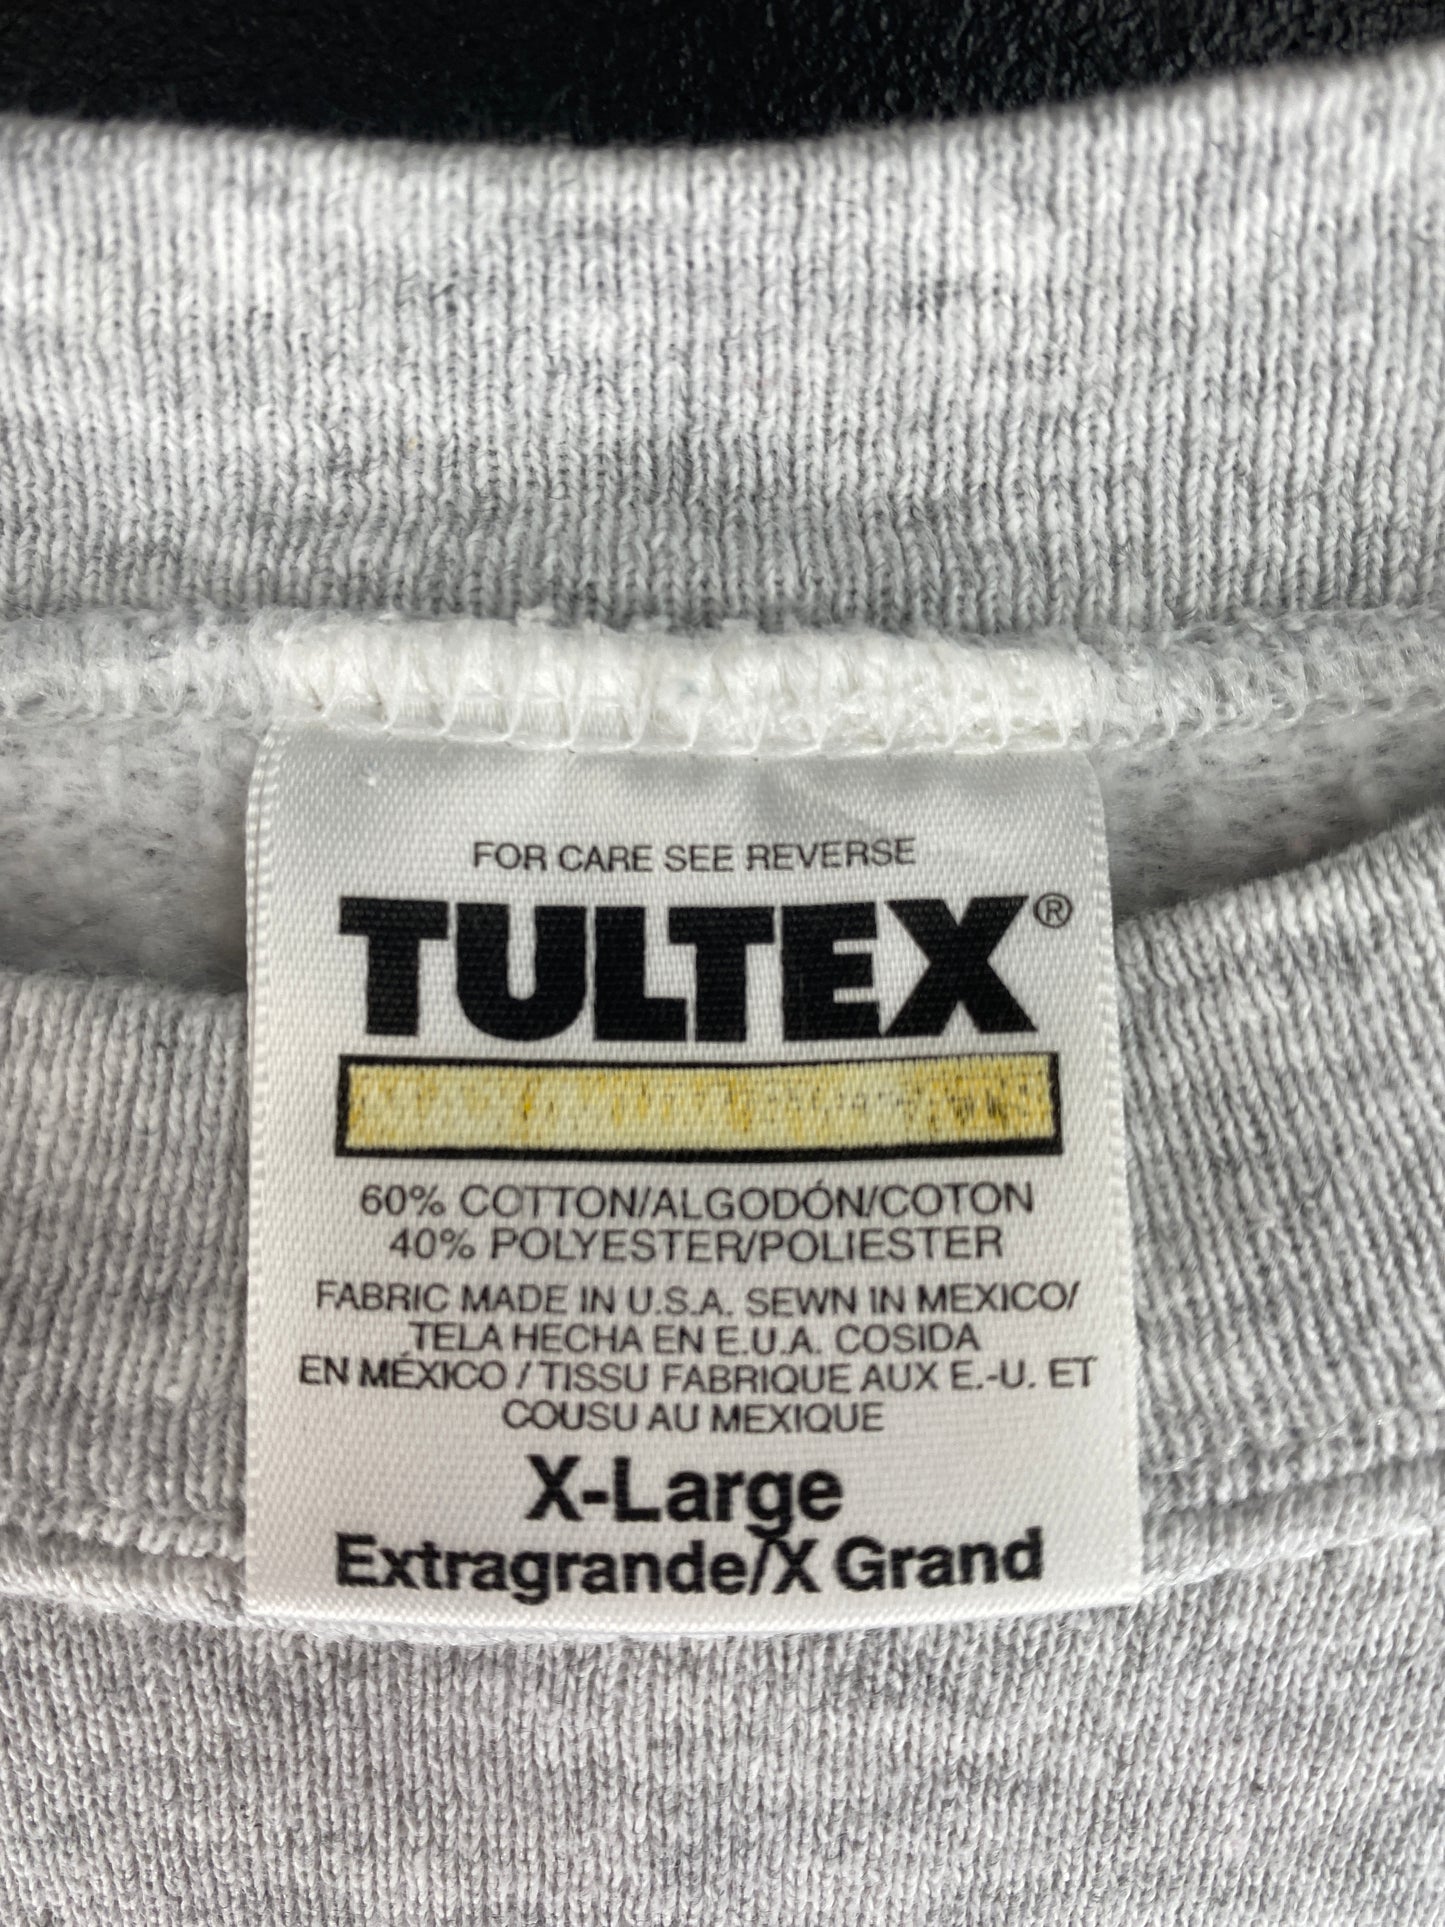 FOR CARE SEE REVERSE
TULTEX®
60% COTTON/ALGODÓN/COTON
40% POLYESTER/POLIESTER
FABRIC MADE IN U.S.A. SEWN IN MEXICO/
TELA HECHA EN E.U.A. COSIDA
EN MÉXICO / TISSU FABRIQUE AUX E.-U. ET
COUSU AU MEXIQUE
X-Large
Extragrande/X Grand